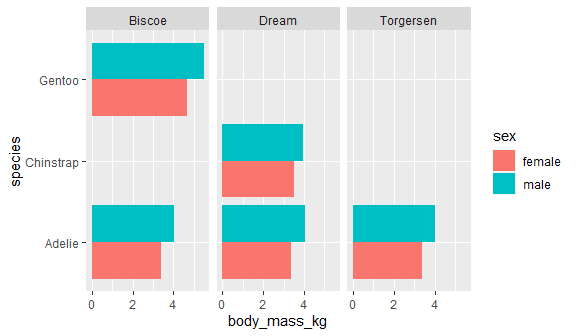 Biscoe Dream Torgersen
Gentoo
Chinstrap
Adelie
species
0 2 4 0 2 4 0 2 4
body_mass_kg
sex
female
male